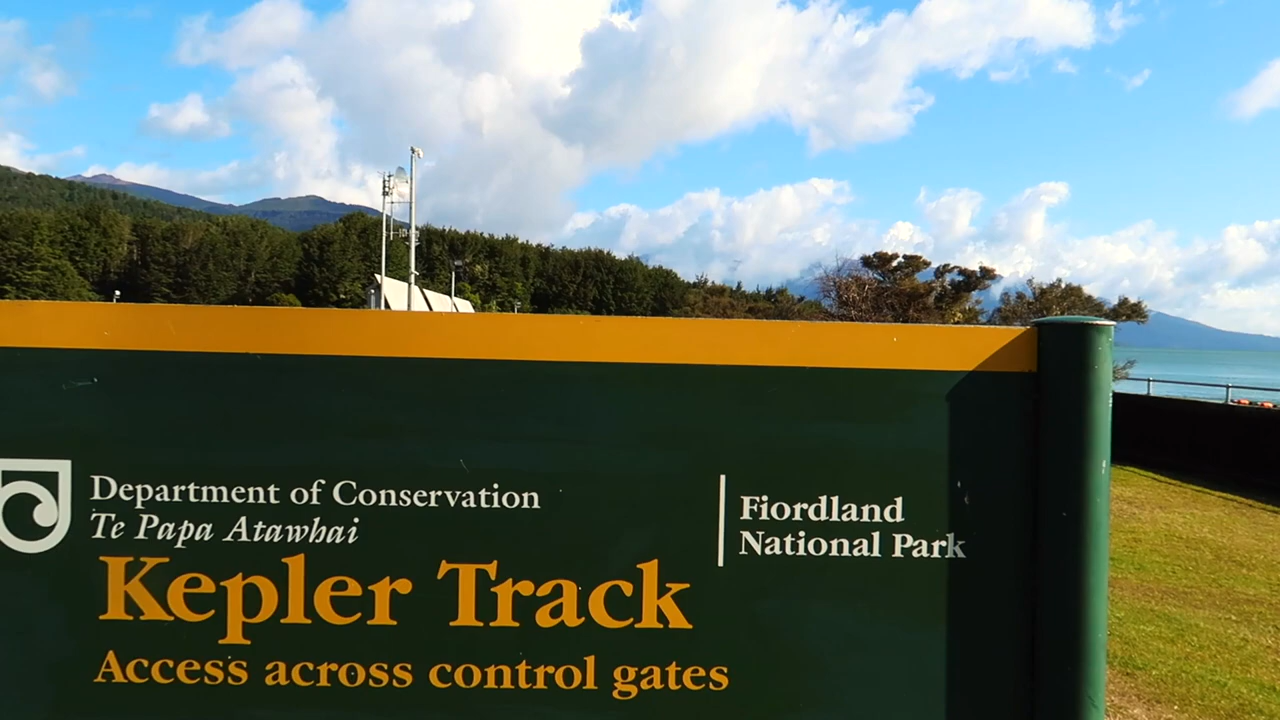 Department of Conservation
Te Papa Atawhai
Fiordland
National Park
Kepler Track
Access across control gates